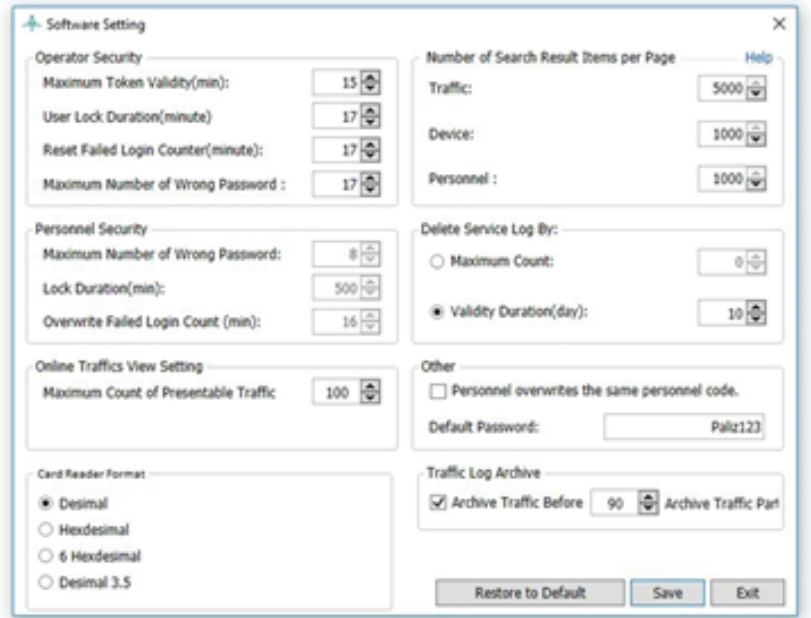 Software Setting
Operator Security
Maximum Token Validity(min): 15
User Lock Duration(minute) 17
Reset Failed Login Counter(minute): 17
Maximum Number of Wrong Password : 17
Number of Search Result Items per Page Help
Traffic: 5000
Device: 1000
Personnel : 1000
Personnel Security
Maximum Number of Wrong Password: 8
Lock Duration(min): 500
Overwrite Failed Login Count (min): 16
Delete Service Log By:
Maximum Count: 0
Validity Duration(day): 10
Online Traffics View Setting
Maximum Count of Presentable Traffic 100
Other
Personnel overwrites the same personnel code.
Default Password: Paliz123
Card Reader Format
Desimal
Hexdesimal
6 Hexdesimal
Desimal 3.5
Traffic Log Archive
Archive Traffic Before 90 Archive Traffic Part
Restore to Default Save Exit